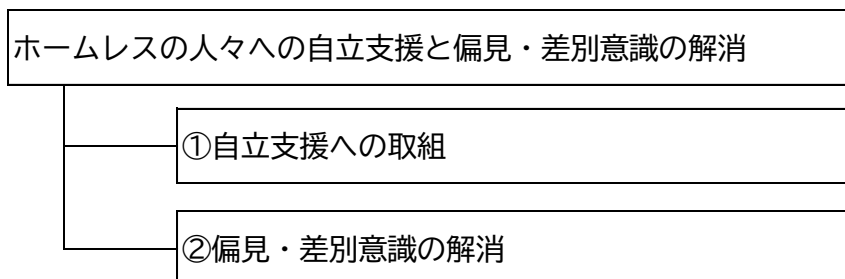 ホームレスの人々への自立支援と偏見・差別意識の解消
①自立支援への取組
②偏見・差別意識の解消